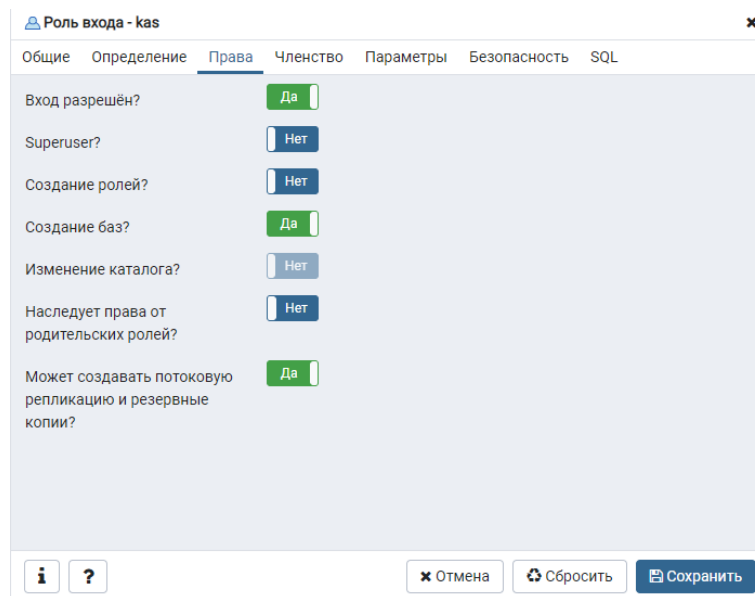 Роль входа - kas
Общие Определение Права Членство Параметры Безопасность SQL
Вход разрешён? Да
Superuser? Нет
Создание ролей? Нет
Создание баз? Да
Изменение каталога? Нет
Наследует права от Нет
родительских ролей?
Может создавать потоковую Да
репликацию и резервные
копии?
i ? Отмена Сбросить Сохранить